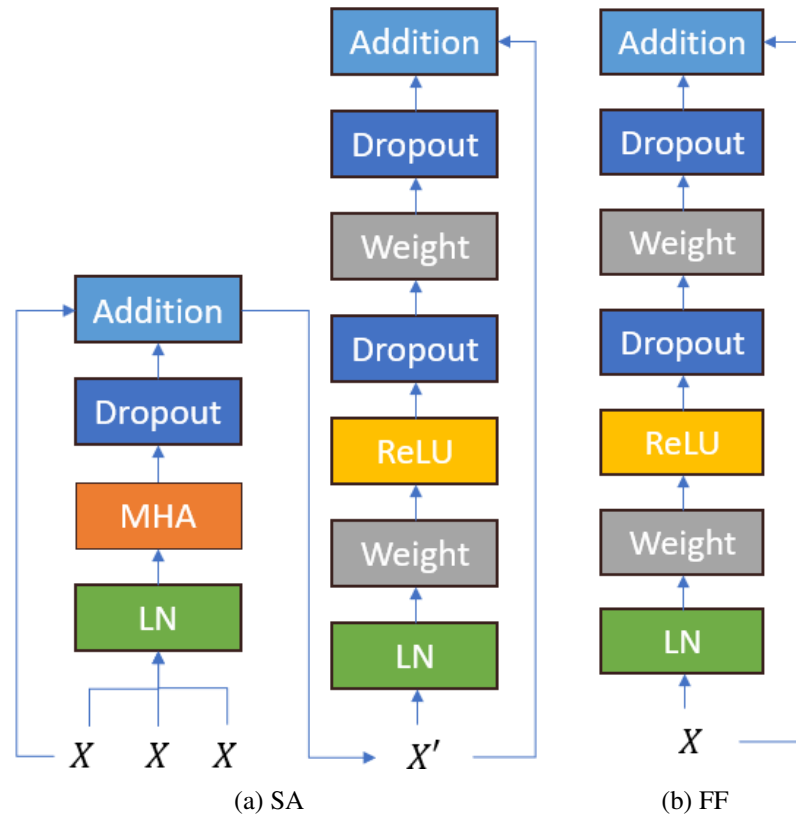 Addition
Dropout
MHA
LN
X X X
Addition
Dropout
Weight
Dropout
ReLU
Weight
LN
X′
(a) SA
Addition
Dropout
Weight
Dropout
ReLU
Weight
LN
X
(b) FF